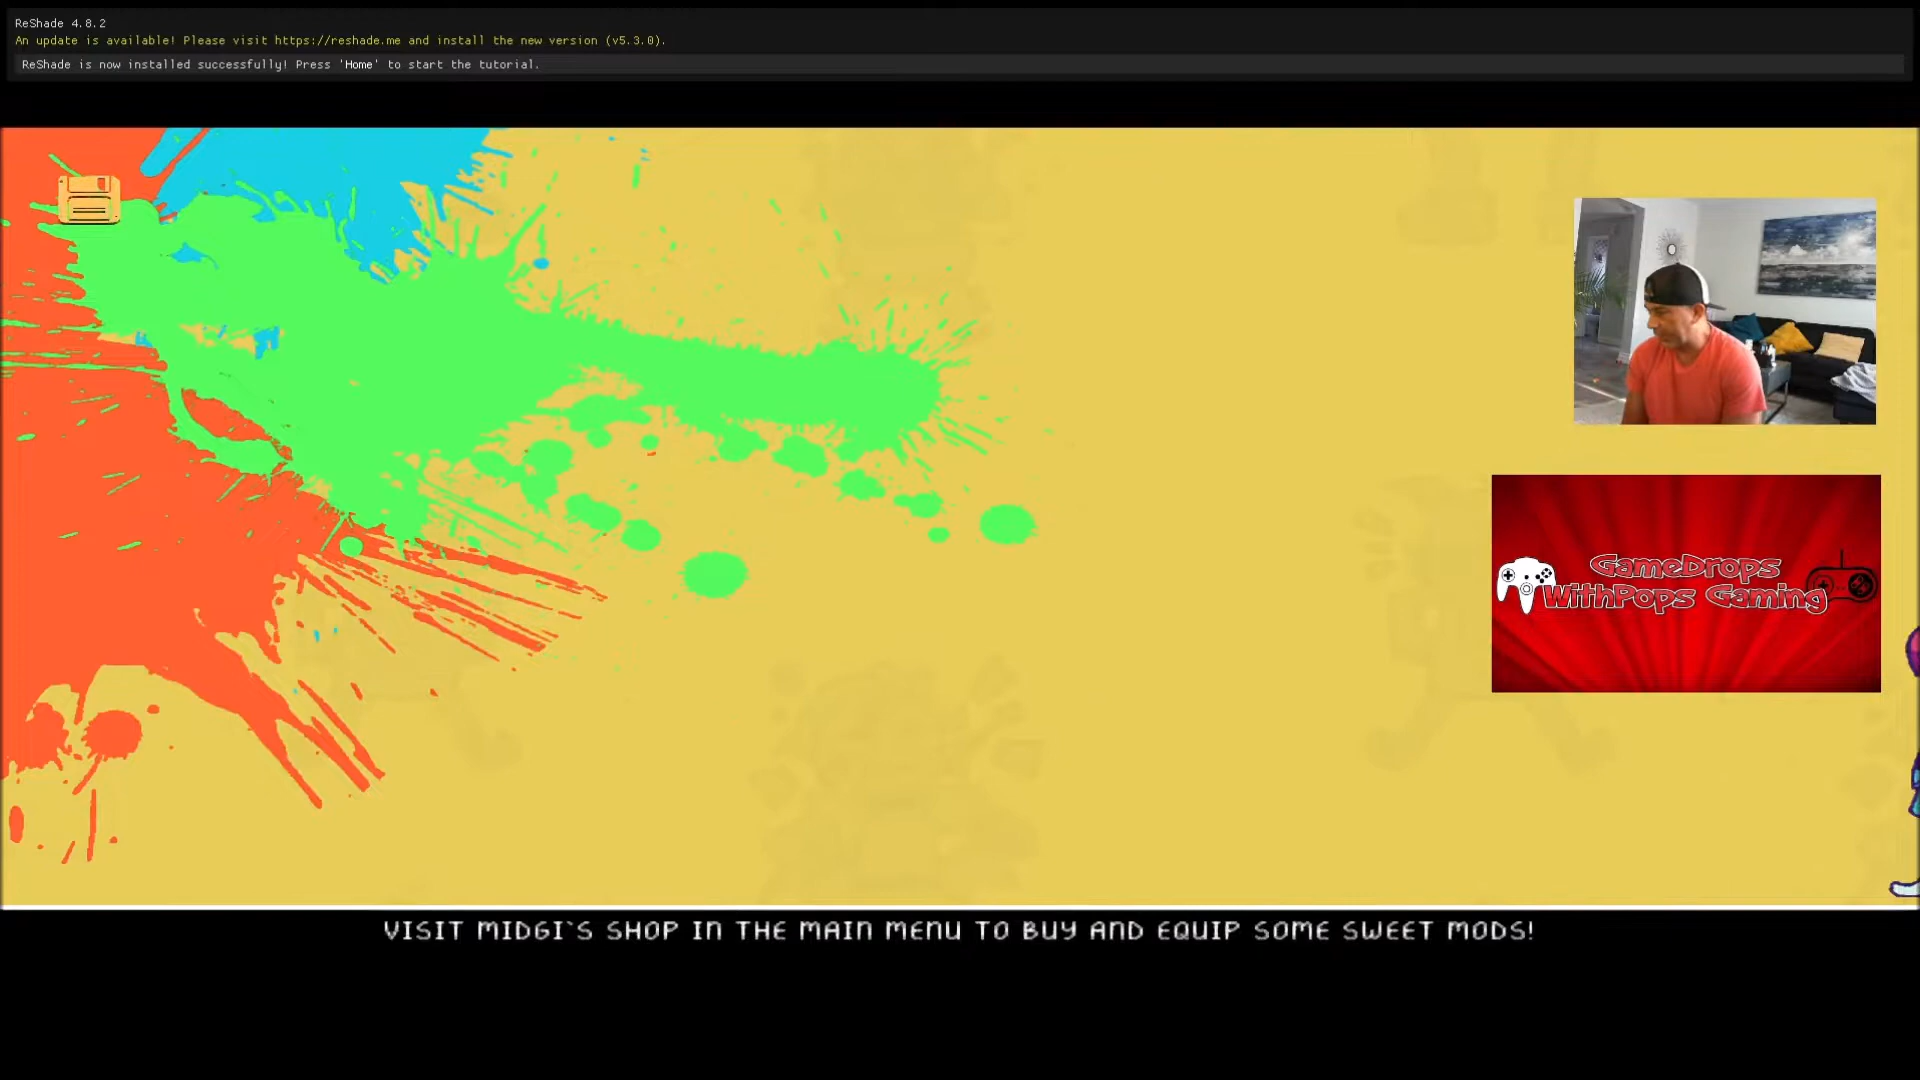 ReShade 4.8.2
An update is available! Please visit https://reshade.me and install the new version (v5.3.0).
ReShade is now installed successfully! Press 'Home' to start the tutorial.
GameDrops
WithPops Gaming
VISIT MIDGI'S SHOP IN THE MAIN MENU TO BUY AND EQUIP SOME SWEET MODS!